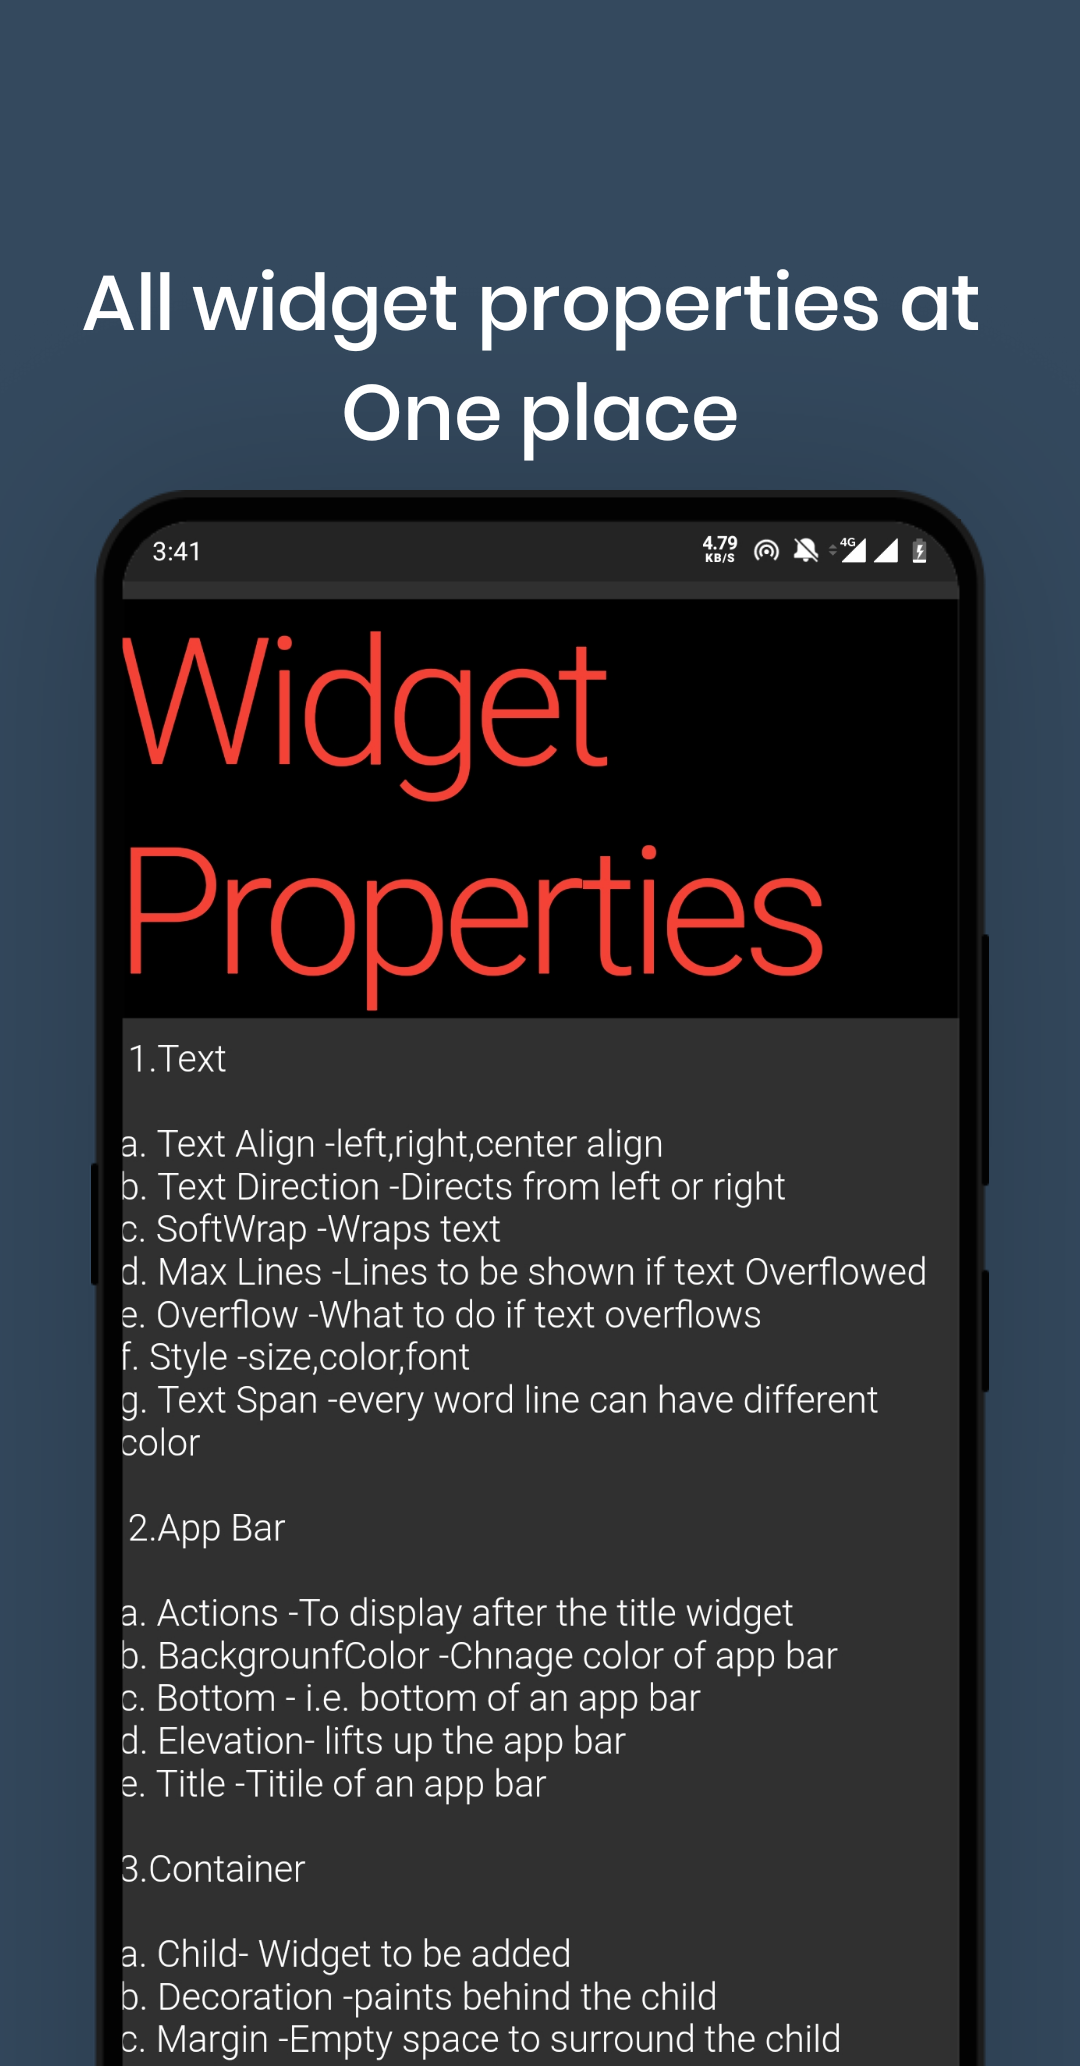 All widget properties at
One place
3:41
4.79
KB/S
4G
Widget
Properties
1.Text
a. Text Align -left,right,center align
b. Text Direction -Directs from left or right
c. SoftWrap -Wraps text
d. Max Lines -Lines to be shown if text Overflowed
e. Overflow -What to do if text overflows
f. Style -size,color,font
g. Text Span -every word line can have different
color
2.App Bar
a. Actions -To display after the title widget
b. BackgrounfColor -Chnage color of app bar
c. Bottom - i.e. bottom of an app bar
d. Elevation- lifts up the app bar
e. Title -Titile of an app bar
3.Container
a. Child- Widget to be added
b. Decoration -paints behind the child
c. Margin -Empty space to surround the child